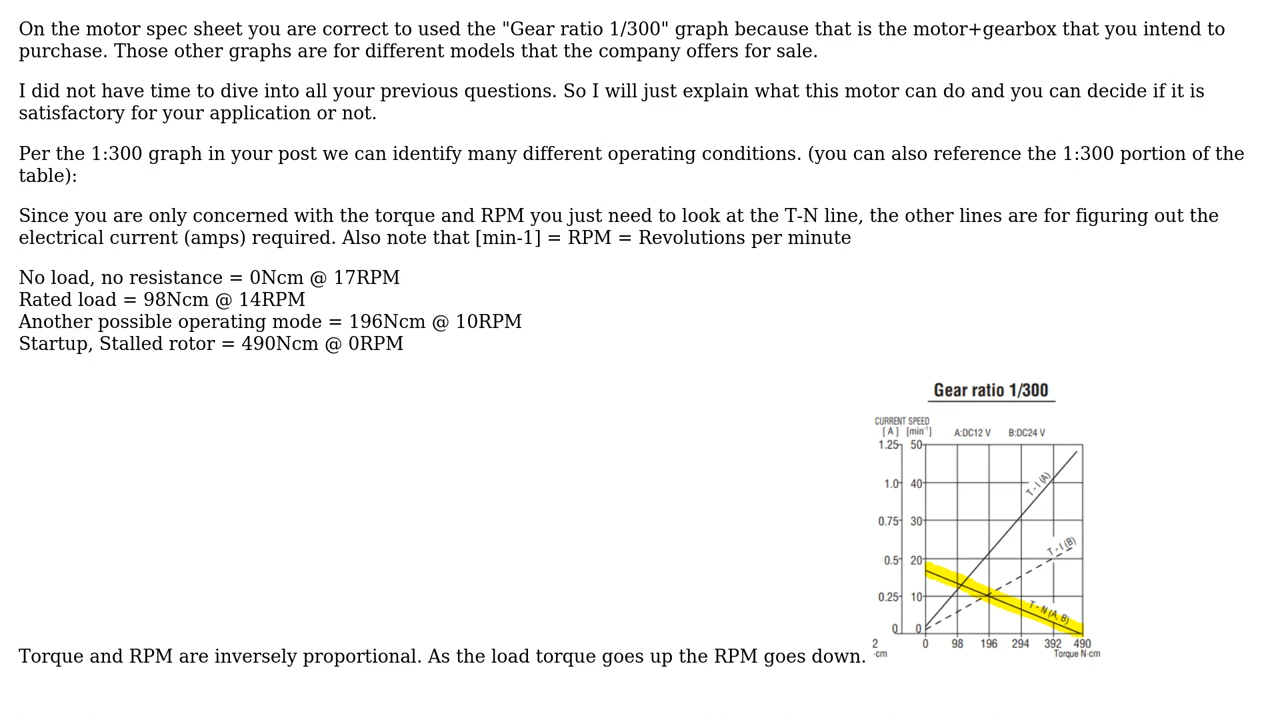 On the motor spec sheet you are correct to used the "Gear ratio 1/300" graph because that is the motor+gearbox that you intend to
purchase. Those other graphs are for different models that the company offers for sale.
I did not have time to dive into all your previous questions. So I will just explain what this motor can do and you can decide if it is
satisfactory for your application or not.
Per the 1:300 graph in your post we can identify many different operating conditions. (you can also reference the 1:300 portion of the
table):
Since you are only concerned with the torque and RPM you just need to look at the T-N line, the other lines are for figuring out the
electrical current (amps) required. Also note that [min-1] = RPM = Revolutions per minute
No load, no resistance = 0Ncm @ 17RPM
Rated load = 98Ncm @ 14RPM
Another possible operating mode = 196Ncm @ 10RPM
Startup, Stalled rotor = 490Ncm @ 0RPM
Gear ratio 1/300
CURRENT SPEED
[A] [min⁻¹] A:DC12 V B:DC24 V
1.25 50
1.0 40
T - I (A)
0.75 30
T - I (B)
0.5 20
0.25 10
T - N (A, B)
0 0
2 0 98 196 294 392 490
·cm Torque N·cm
Torque and RPM are inversely proportional. As the load torque goes up the RPM goes down.